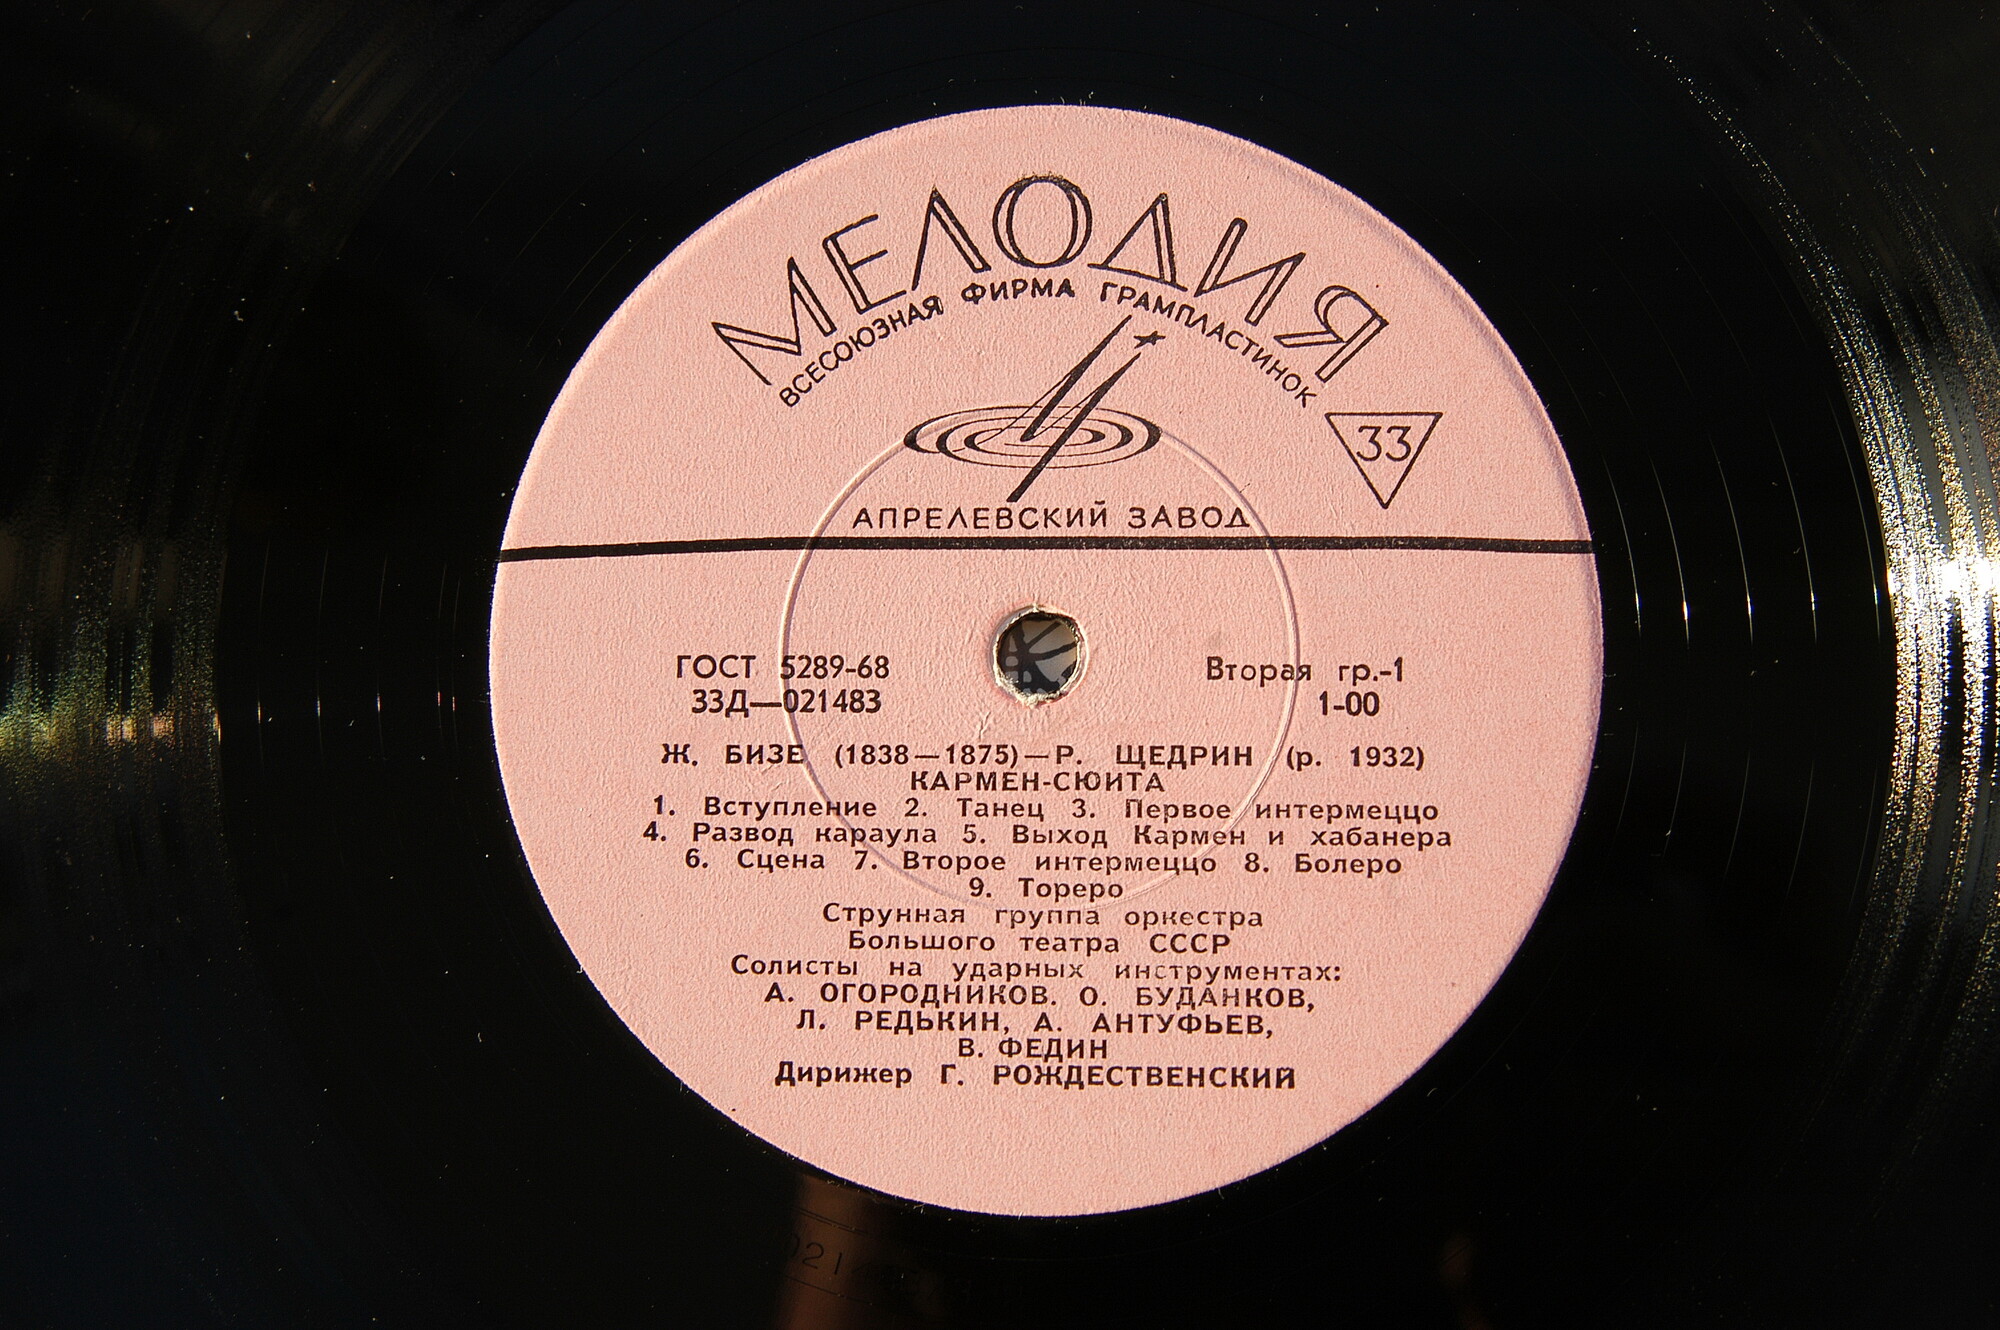 МЕЛОДИЯ
ВСЕСОЮЗНАЯ ФИРМА ГРАМПЛАСТИНОК
33
АПРЕЛЕВСКИЙ ЗАВОД
ГОСТ 5289-68
33Д—021483
Вторая гр.-1
1-00
Ж. БИЗЕ (1838—1875)—Р. ЩЕДРИН (р. 1932)
КАРМЕН-СЮИТА
1. Вступление 2. Танец 3. Первое интермеццо
4. Развод караула 5. Выход Кармен и хабанера
6. Сцена 7. Второе интермеццо 8. Болеро
9. Тореро
Струнная группа оркестра
Большого театра СССР
Солисты на ударных инструментах:
А. ОГОРОДНИКОВ. О. БУДАНКОВ,
Л. РЕДЬКИН, А. АНТУФЬЕВ,
В. ФЕДИН
Дирижер Г. РОЖДЕСТВЕНСКИЙ